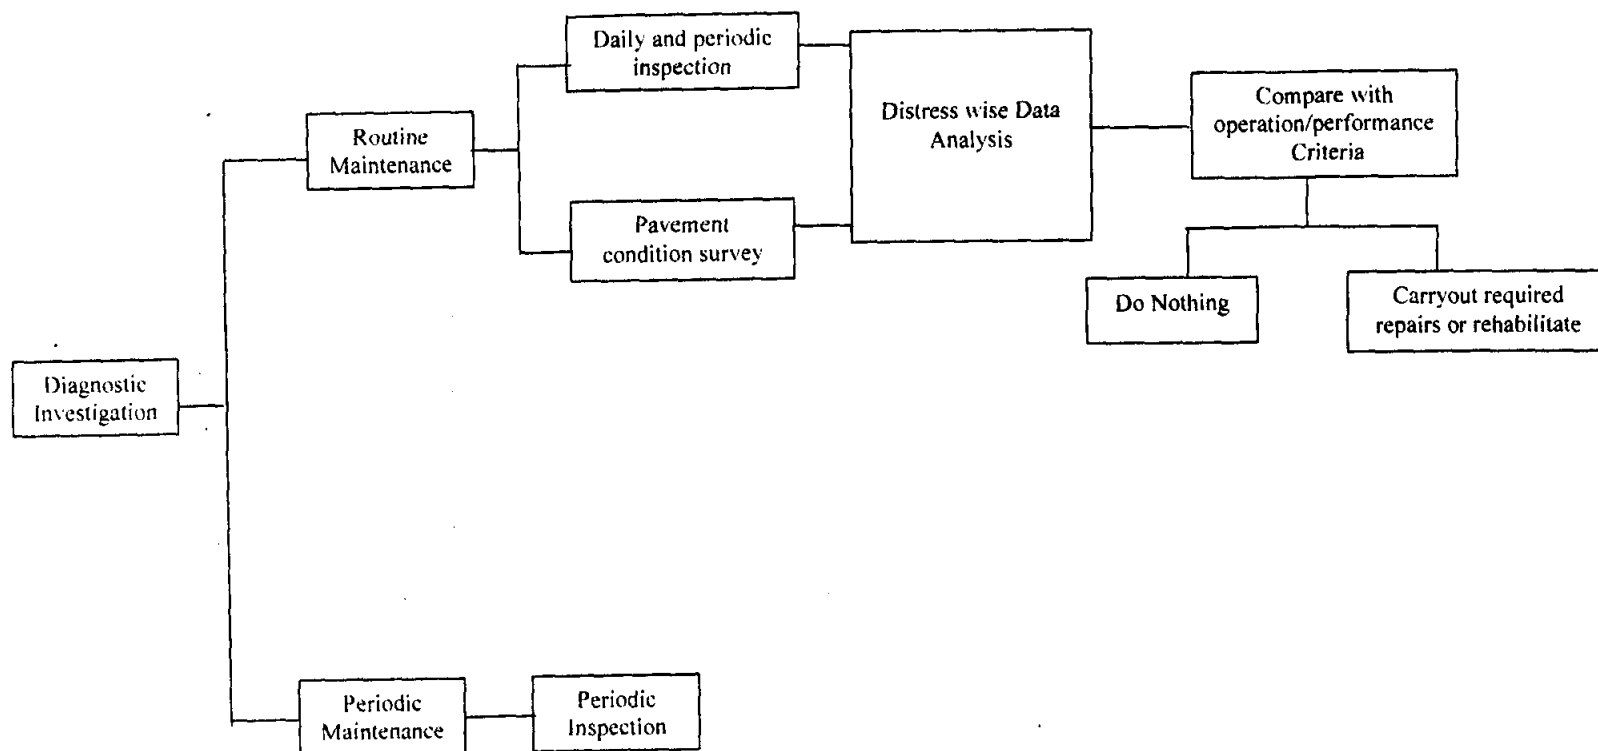 Daily and periodic
inspection
Routine
Maintenance
Pavement
condition survey
Distress wise Data
Analysis
Compare with
operation/performance
Criteria
Do Nothing
Carryout required
repairs or rehabilitate
Diagnostic
Investigation
Periodic
Maintenance
Periodic
Inspection